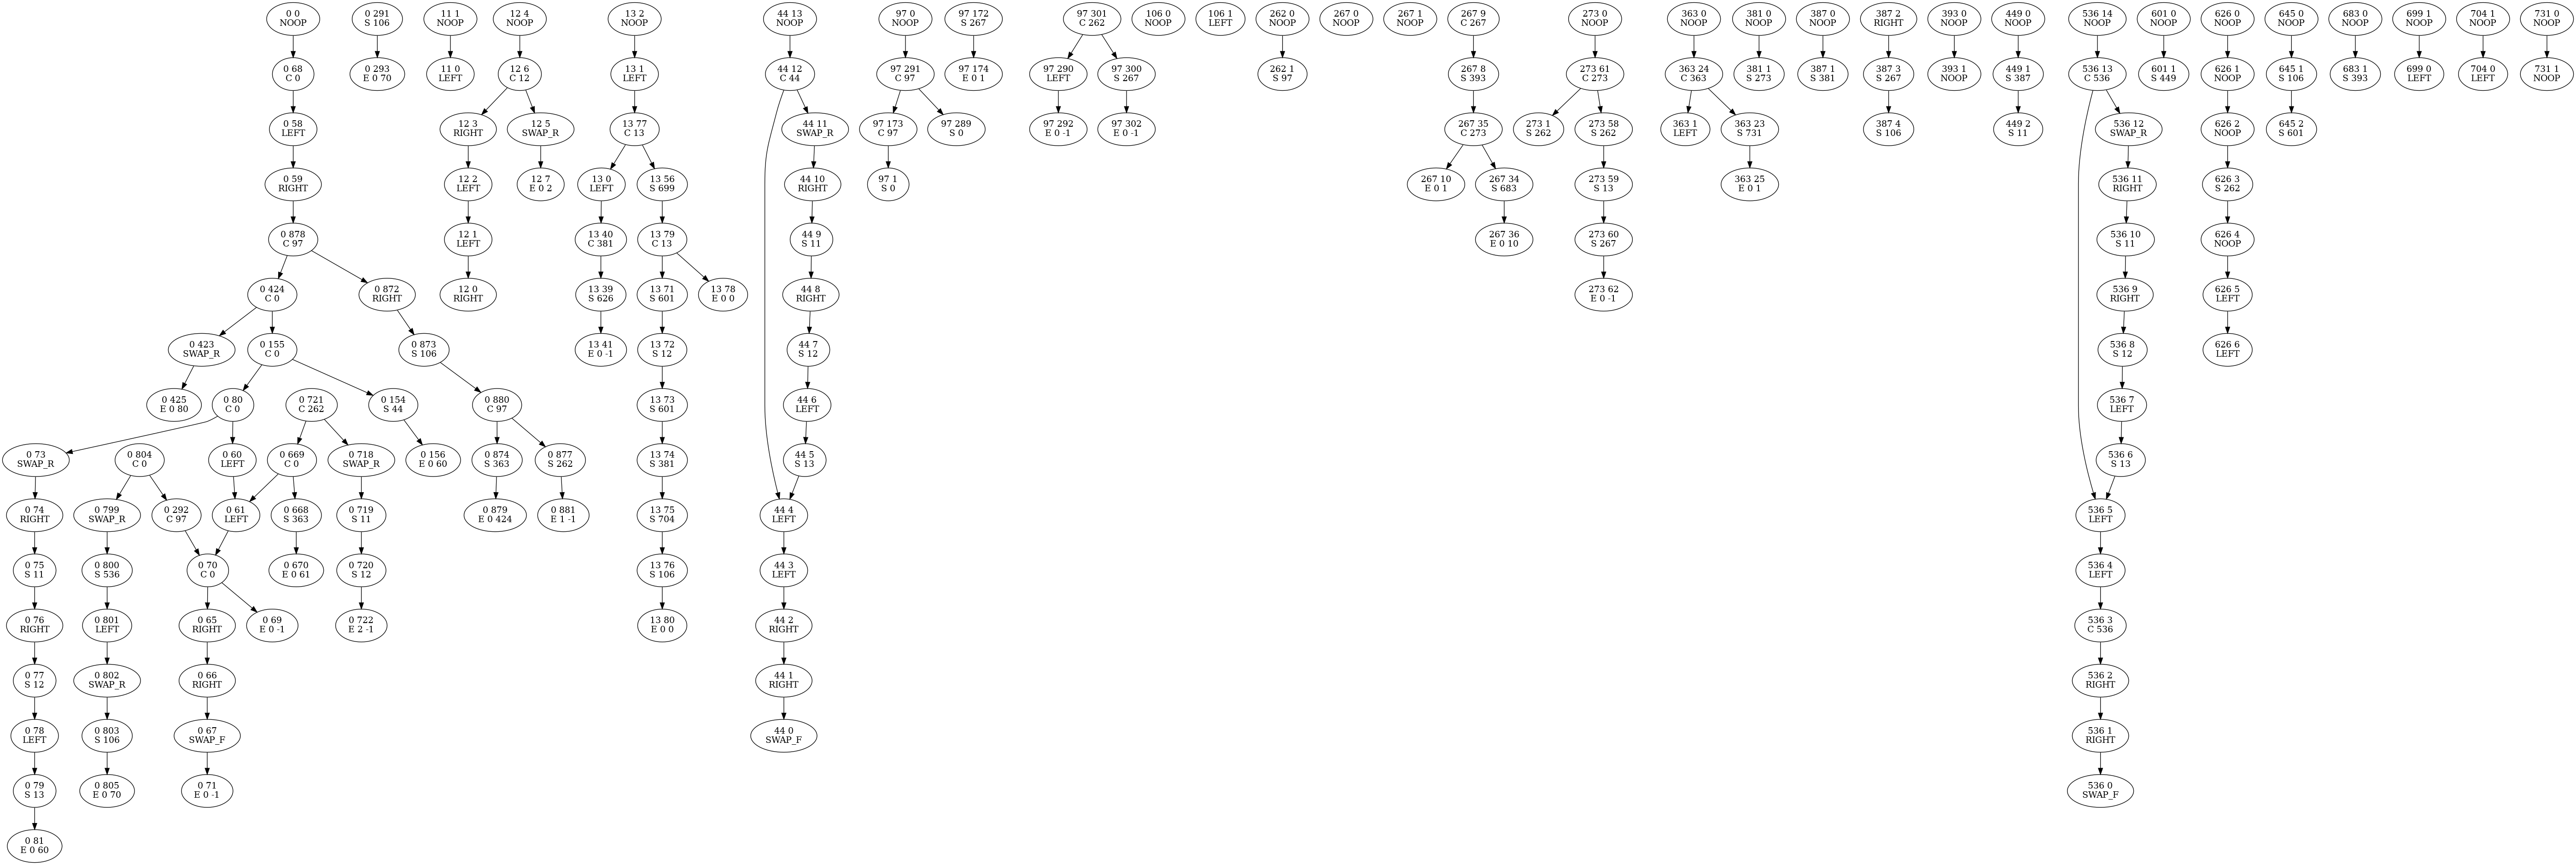 0 0
NOOP
0 291
S 106
11 1
NOOP
12 4
NOOP
13 2
NOOP
44 13
NOOP
97 0
NOOP
97 172
S 267
97 301
C 262
106 0
NOOP
106 1
LEFT
262 0
NOOP
267 0
NOOP
267 1
NOOP
267 9
C 267
273 0
NOOP
363 0
NOOP
381 0
NOOP
387 0
NOOP
387 2
RIGHT
393 0
NOOP
449 0
NOOP
536 14
NOOP
601 0
NOOP
626 0
NOOP
645 0
NOOP
683 0
NOOP
699 1
NOOP
704 1
NOOP
731 0
NOOP
0 68
C 0
0 293
E 0 70
11 0
LEFT
12 6
C 12
13 1
LEFT
44 12
C 44
97 291
C 97
97 174
E 0 1
97 290
LEFT
97 300
S 267
262 1
S 97
267 8
S 393
273 61
C 273
363 24
C 363
381 1
S 273
387 1
S 381
387 3
S 267
393 1
NOOP
449 1
S 387
536 13
C 536
601 1
S 449
626 1
NOOP
645 1
S 106
683 1
S 393
699 0
LEFT
704 0
LEFT
731 1
NOOP
0 58
LEFT
12 3
RIGHT
12 5
SWAP_R
13 77
C 13
44 11
SWAP_R
97 173
C 97
97 289
S 0
97 292
E 0 -1
97 302
E 0 -1
267 35
C 273
273 1
S 262
273 58
S 262
363 1
LEFT
363 23
S 731
387 4
S 106
449 2
S 11
536 12
SWAP_R
626 2
NOOP
645 2
S 601
0 59
RIGHT
12 2
LEFT
12 7
E 0 2
13 0
LEFT
13 56
S 699
44 10
RIGHT
97 1
S 0
267 10
E 0 1
267 34
S 683
273 59
S 13
363 25
E 0 1
536 11
RIGHT
626 3
S 262
0 878
C 97
12 1
LEFT
13 40
C 381
13 79
C 13
44 9
S 11
267 36
E 0 10
273 60
S 267
536 10
S 11
626 4
NOOP
0 424
C 0
0 872
RIGHT
12 0
RIGHT
13 39
S 626
13 71
S 601
13 78
E 0 0
44 8
RIGHT
273 62
E 0 -1
536 9
RIGHT
626 5
LEFT
0 423
SWAP_R
0 155
C 0
0 873
S 106
13 41
E 0 -1
13 72
S 12
44 7
S 12
536 8
S 12
626 6
LEFT
0 425
E 0 80
0 80
C 0
0 721
C 262
0 154
S 44
0 880
C 97
13 73
S 601
44 6
LEFT
536 7
LEFT
0 73
SWAP_R
0 804
C 0
0 60
LEFT
0 669
C 0
0 718
SWAP_R
0 156
E 0 60
0 874
S 363
0 877
S 262
13 74
S 381
44 5
S 13
536 6
S 13
0 74
RIGHT
0 799
SWAP_R
0 292
C 97
0 61
LEFT
0 668
S 363
0 719
S 11
0 879
E 0 424
0 881
E 1 -1
13 75
S 704
44 4
LEFT
536 5
LEFT
0 75
S 11
0 800
S 536
0 70
C 0
0 670
E 0 61
0 720
S 12
13 76
S 106
44 3
LEFT
536 4
LEFT
0 76
RIGHT
0 801
LEFT
0 65
RIGHT
0 69
E 0 -1
0 722
E 2 -1
13 80
E 0 0
44 2
RIGHT
536 3
C 536
0 77
S 12
0 802
SWAP_R
0 66
RIGHT
44 1
RIGHT
536 2
RIGHT
0 78
LEFT
0 803
S 106
0 67
SWAP_F
44 0
SWAP_F
536 1
RIGHT
0 79
S 13
0 805
E 0 70
0 71
E 0 -1
536 0
SWAP_F
0 81
E 0 60